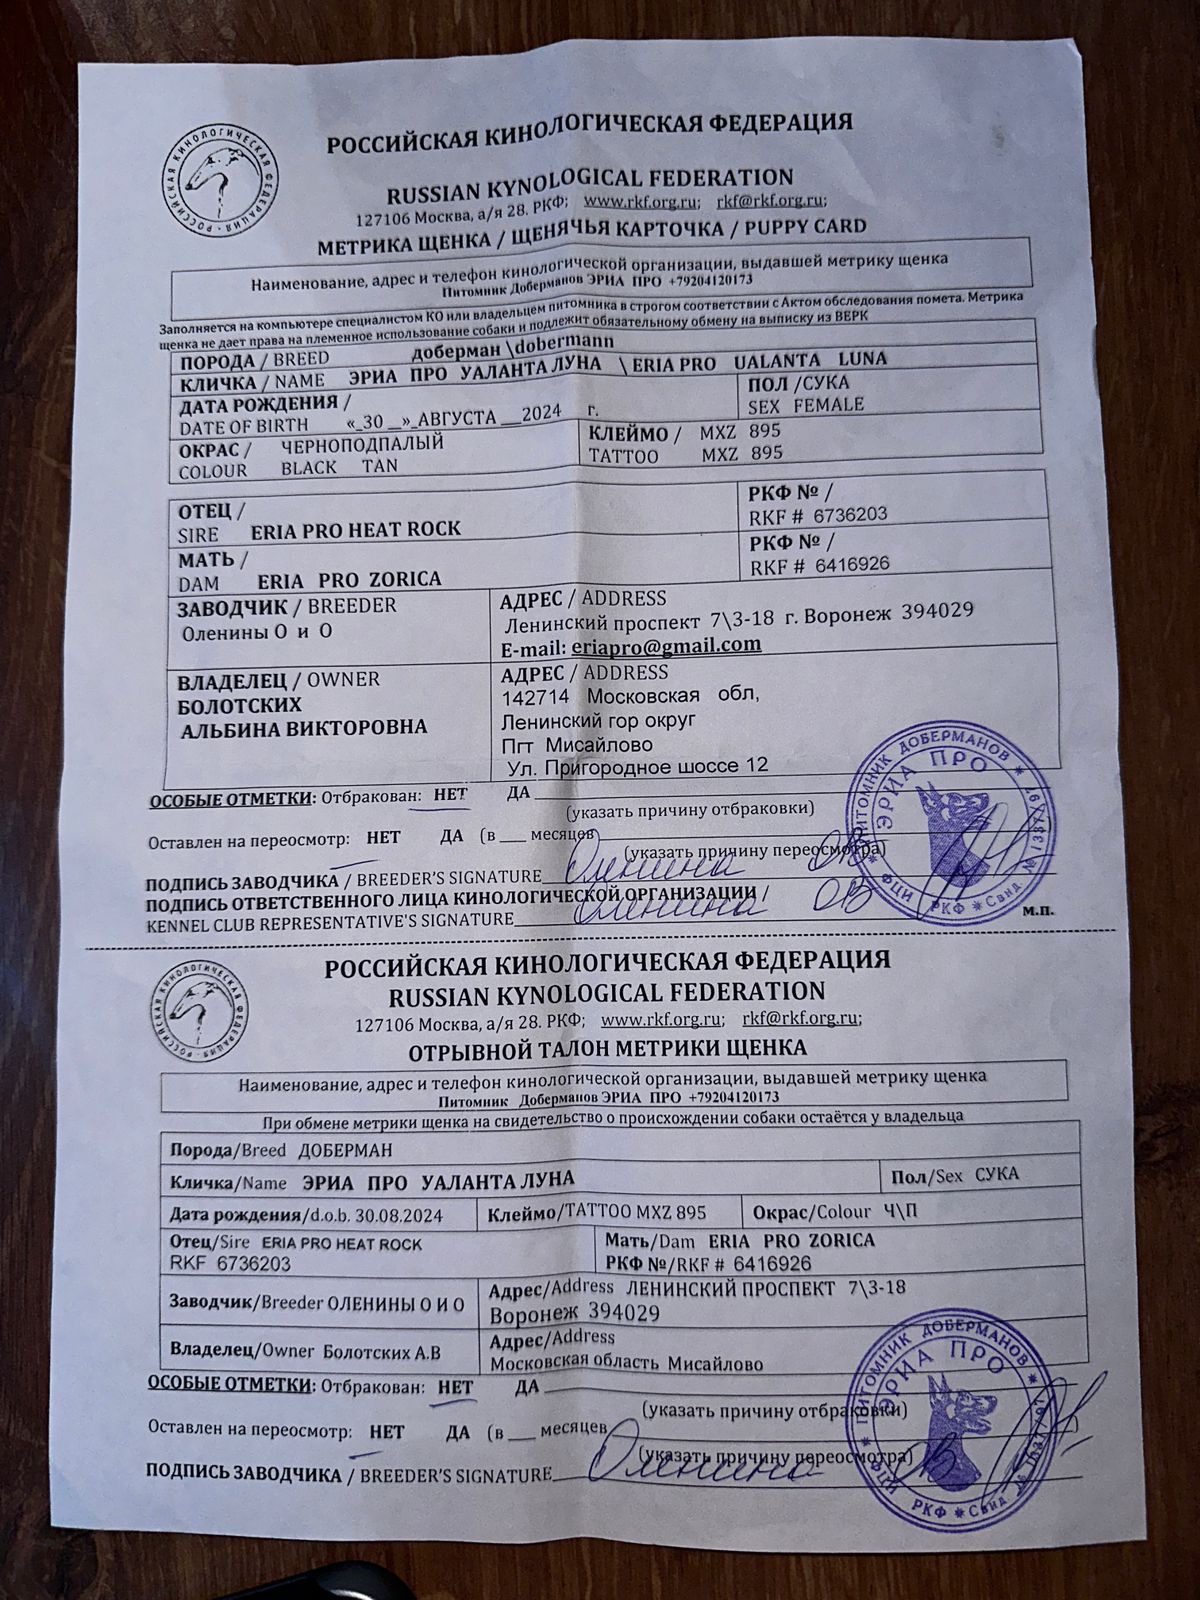 РОССИЙСКАЯ КИНОЛОГИЧЕСКАЯ ФЕДЕРАЦИЯ
РОССИЙСКАЯ КИНОЛОГИЧЕСКАЯ ФЕДЕРАЦИЯ
RUSSIAN KYNOLOGICAL FEDERATION
127106 Москва, а/я 28. РКФ; www.rkf.org.ru; rkf@rkf.org.ru;
МЕТРИКА ЩЕНКА / ЩЕНЯЧЬЯ КАРТОЧКА / PUPPY CARD
Наименование, адрес и телефон кинологической организации, выдавшей метрику щенка
Питомник Доберманов ЭРИА ПРО +79204120173
Заполняется на компьютере специалистом КО или владельцем питомника в строгом соответствии с Актом обследования помета. Метрика
щенка не дает права на племенное использование собаки и подлежит обязательному обмену на выписку из ВЕРК
ПОРОДА / BREED доберман \dobermann
КЛИЧКА / NAME ЭРИА ПРО УАЛАНТА ЛУНА \ ERIA PRO UALANTA LUNA
ДАТА РОЖДЕНИЯ /
DATE OF BIRTH «_30 __»_АВГУСТА __2024 г.
ПОЛ /СУКА
SEX FEMALE
ОКРАС / ЧЕРНОПОДПАЛЫЙ
COLOUR BLACK TAN
КЛЕЙМО / MXZ 895
TATTOO MXZ 895
ОТЕЦ /
SIRE ERIA PRO HEAT ROCK
РКФ № /
RKF # 6736203
МАТЬ /
DAM ERIA PRO ZORICA
РКФ № /
RKF # 6416926
ЗАВОДЧИК / BREEDER
Оленины О и О
АДРЕС / ADDRESS
Ленинский проспект 7\3-18 г. Воронеж 394029
E-mail: eriapro@gmail.com
ВЛАДЕЛЕЦ / OWNER
БОЛОТСКИХ
АЛЬБИНА ВИКТОРОВНА
АДРЕС / ADDRESS
142714 Московская обл,
Ленинский гор округ
Пгт Мисайлово
Ул. Пригородное шоссе 12
ОСОБЫЕ ОТМЕТКИ: Отбракован: НЕТ ДА
(указать причину отбраковки)
Оставлен на переосмотр: НЕТ ДА (в ___ месяцев
(указать причину переосмотра)
ПОДПИСЬ ЗАВОДЧИКА / BREEDER'S SIGNATURE Оленина ОВ
ПОДПИСЬ ОТВЕТСТВЕННОГО ЛИЦА КИНОЛОГИЧЕСКОЙ ОРГАНИЗАЦИИ /
KENNEL CLUB REPRESENTATIVE'S SIGNATURE Оленина ОВ
М.П.
ПИТОМНИК ДОБЕРМАНОВ
ЭРИА ПРО
ФЦИ РКФ Свид
РОССИЙСКАЯ КИНОЛОГИЧЕСКАЯ ФЕДЕРАЦИЯ
РОССИЙСКАЯ КИНОЛОГИЧЕСКАЯ ФЕДЕРАЦИЯ
RUSSIAN KYNOLOGICAL FEDERATION
127106 Москва, а/я 28. РКФ; www.rkf.org.ru; rkf@rkf.org.ru;
ОТРЫВНОЙ ТАЛОН МЕТРИКИ ЩЕНКА
Наименование, адрес и телефон кинологической организации, выдавшей метрику щенка
Питомник Доберманов ЭРИА ПРО +79204120173
При обмене метрики щенка на свидетельство о происхождении собаки остаётся у владельца
Порода/Breed ДОБЕРМАН
Кличка/Name ЭРИА ПРО УАЛАНТА ЛУНА Пол/Sex СУКА
Дата рождения/d.o.b. 30.08.2024 Клеймо/TATTOO MXZ 895 Окрас/Colour Ч\П
Отец/Sire ERIA PRO HEAT ROCK
RKF 6736203
Мать/Dam ERIA PRO ZORICA
РКФ №/RKF # 6416926
Заводчик/Breeder ОЛЕНИНЫ О И О
Адрес/Address ЛЕНИНСКИЙ ПРОСПЕКТ 7\3-18
Воронеж 394029
Владелец/Owner Болотских А.В
Адрес/Address
Московская область Мисайлово
ОСОБЫЕ ОТМЕТКИ: Отбракован: НЕТ ДА
(указать причину отбраковки)
Оставлен на переосмотр: НЕТ ДА (в ___ месяцев
(указать причину переосмотра)
ПОДПИСЬ ЗАВОДЧИКА / BREEDER'S SIGNATURE Оленина ОВ
ПИТОМНИК ДОБЕРМАНОВ
ЭРИА ПРО
ФЦИ РКФ Свид